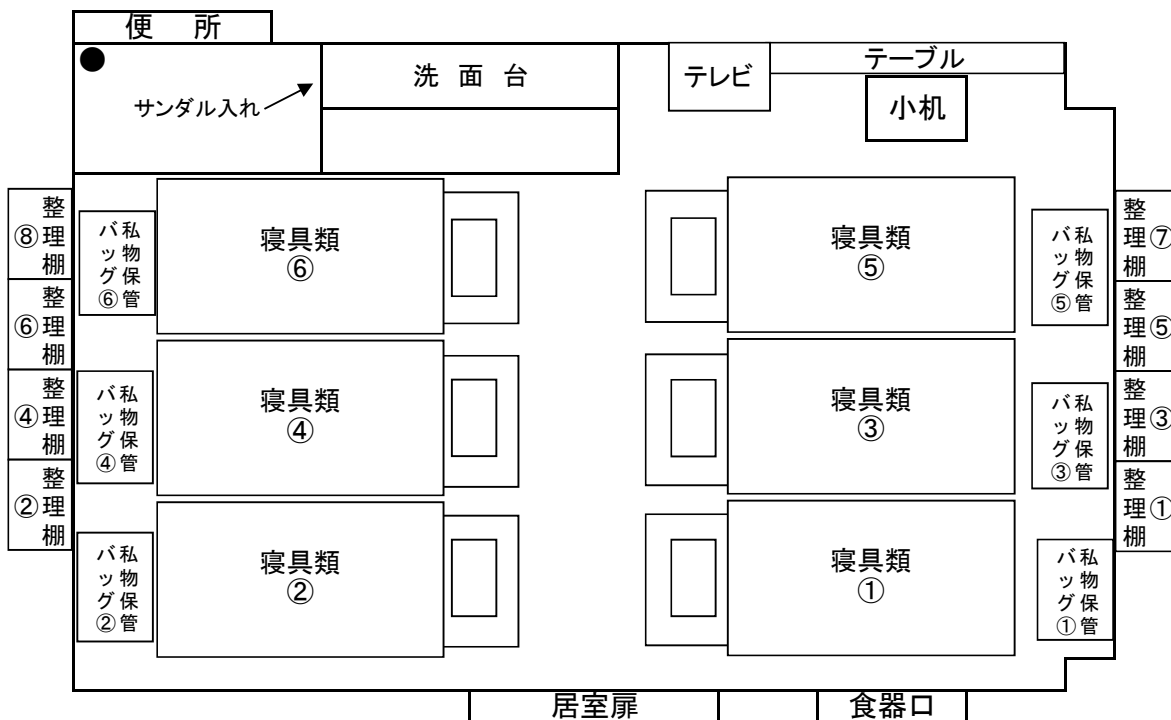 便 所
洗 面 台
サンダル入れ
テレビ
テーブル
小机
整理棚⑧
整理棚⑥
整理棚④
整理棚②
私物保管バッグ⑥
私物保管バッグ④
私物保管バッグ②
寝具類
⑥
寝具類
④
寝具類
②
寝具類
⑤
寝具類
③
寝具類
①
私物保管バッグ⑤
私物保管バッグ③
私物保管バッグ①
整理棚⑦
整理棚⑤
整理棚③
整理棚①
居室扉
食器口